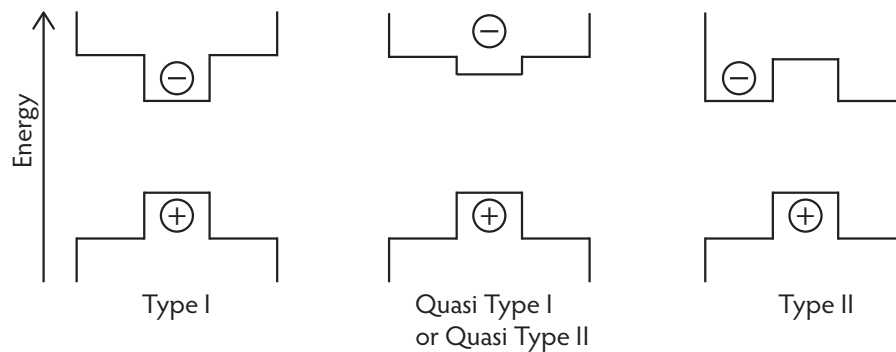 Energy
Type I
Quasi Type I
or Quasi Type II
Type II